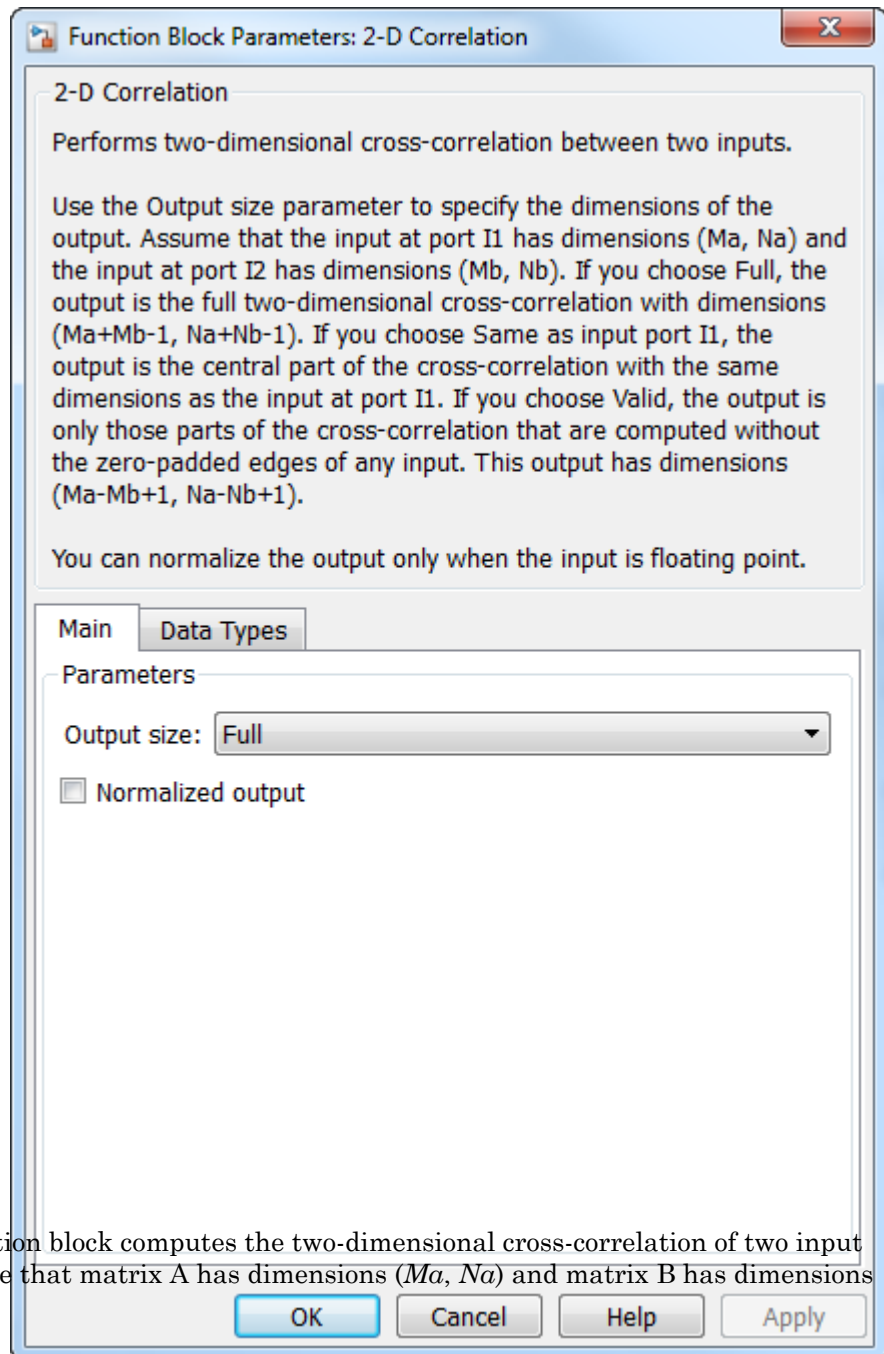 Function Block Parameters: 2-D Correlation
2-D Correlation
Performs two-dimensional cross-correlation between two inputs.
Use the Output size parameter to specify the dimensions of the
output. Assume that the input at port I1 has dimensions (Ma, Na) and
the input at port I2 has dimensions (Mb, Nb). If you choose Full, the
output is the full two-dimensional cross-correlation with dimensions
(Ma+Mb-1, Na+Nb-1). If you choose Same as input port I1, the
output is the central part of the cross-correlation with the same
dimensions as the input at port I1. If you choose Valid, the output is
only those parts of the cross-correlation that are computed without
the zero-padded edges of any input. This output has dimensions
(Ma-Mb+1, Na-Nb+1).
You can normalize the output only when the input is floating point.
Main Data Types
Parameters
Output size: Full
Normalized output
block computes the two-dimensional cross-correlation of two input
that matrix A has dimensions (Ma, Na) and matrix B has dimensions
OK Cancel Help Apply